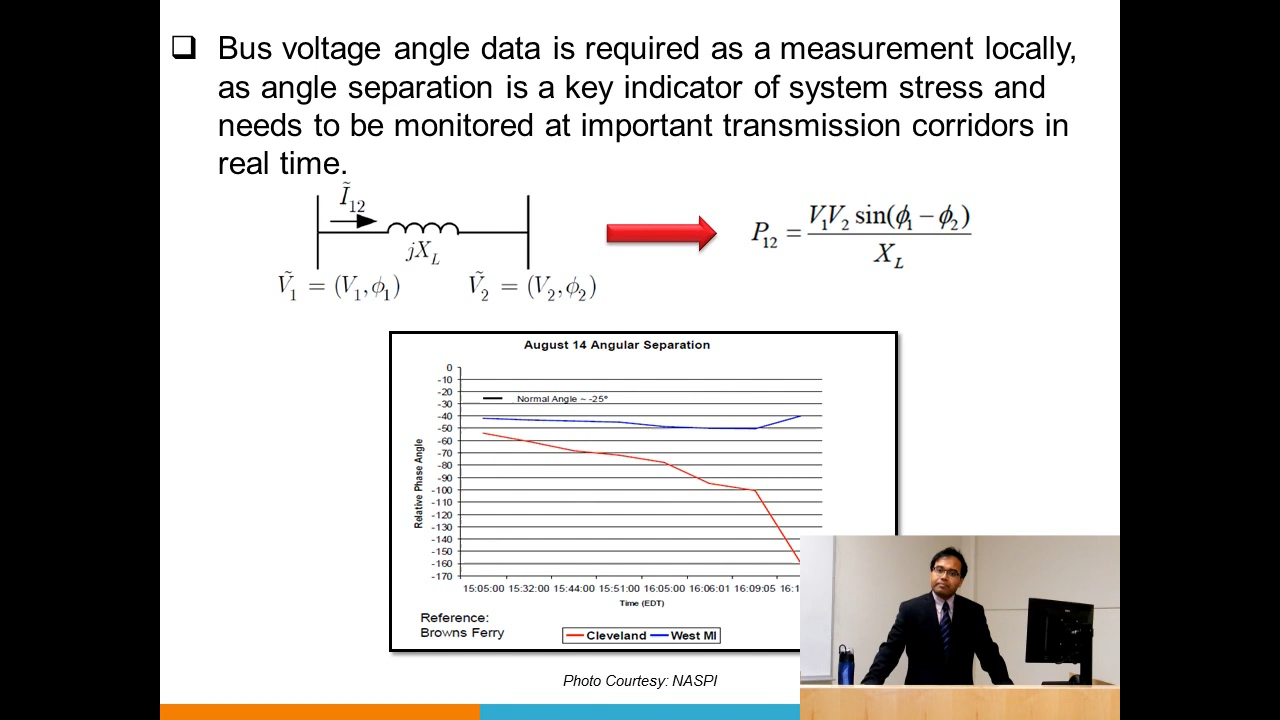 Bus voltage angle data is required as a measurement locally,
as angle separation is a key indicator of system stress and
needs to be monitored at important transmission corridors in
real time.
Ĩ₁₂
jX_L
Ṽ₁ = (V₁,ϕ₁)
Ṽ₂ = (V₂,ϕ₂)
P₁₂ = V₁V₂ sin(ϕ₁ − ϕ₂) / X_L
August 14 Angular Separation
0
-10
-20
-30
-40
-50
-60
-70
-80
-90
-100
-110
-120
-130
-140
-150
-160
-170
Normal Angle ~ -25°
Relative Phase Angle
15:05:00 15:32:00 15:44:00 15:51:00 16:05:00 16:06:01 16:09:05 16:1
Time (EDT)
Reference:
Browns Ferry
Cleveland West MI
Photo Courtesy: NASPI